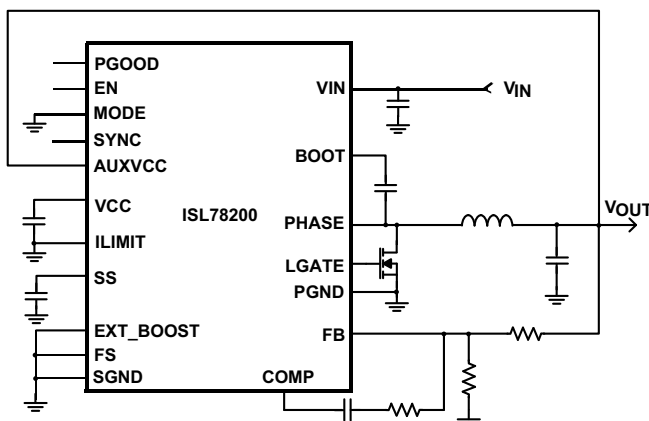 PGOOD
EN
MODE
SYNC
AUXVCC
VCC
ILIMIT
SS
EXT_BOOST
FS
SGND
ISL78200
COMP
VIN
BOOT
PHASE
LGATE
PGND
FB
VIN
VOUT